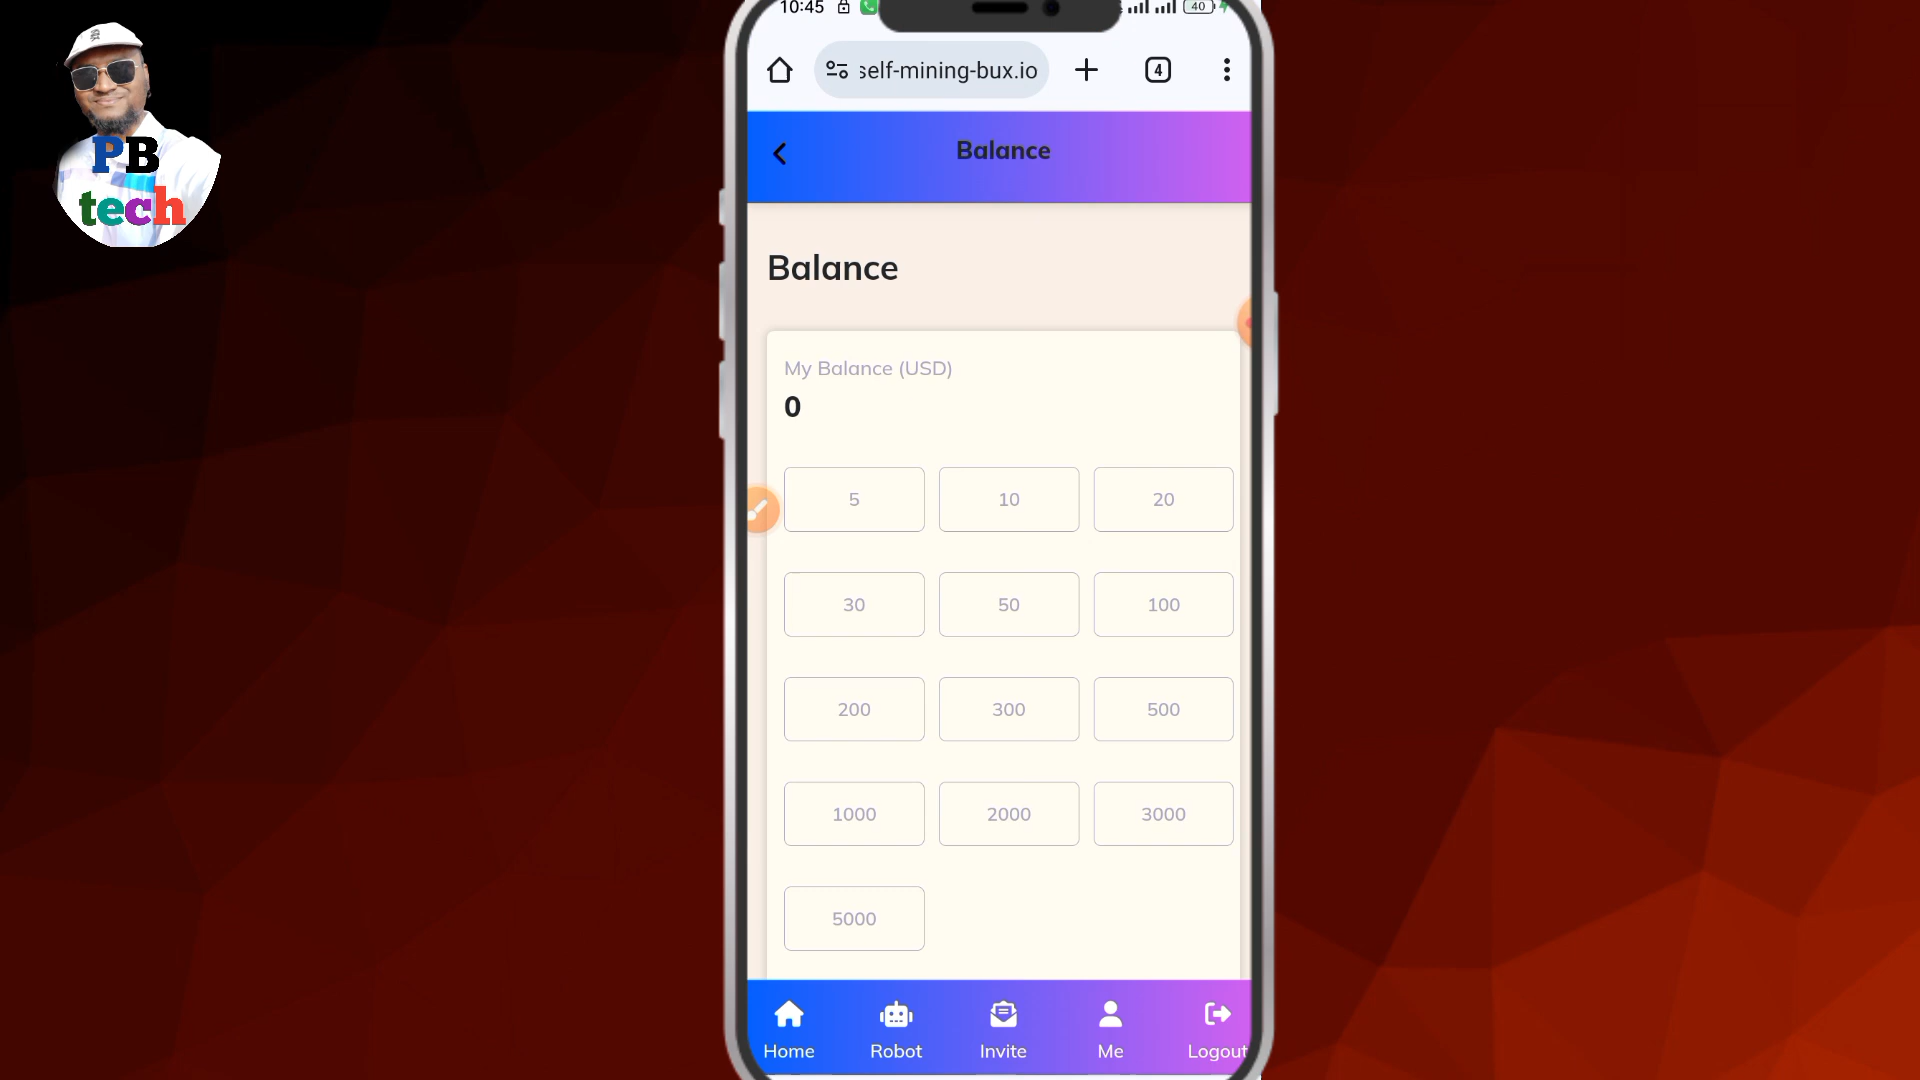 PB
tech
10:45
40
self-mining-bux.io
4
Balance
Balance
My Balance (USD)
0
5 10 20
30 50 100
200 300 500
1000 2000 3000
5000
Home Robot Invite Me Logout